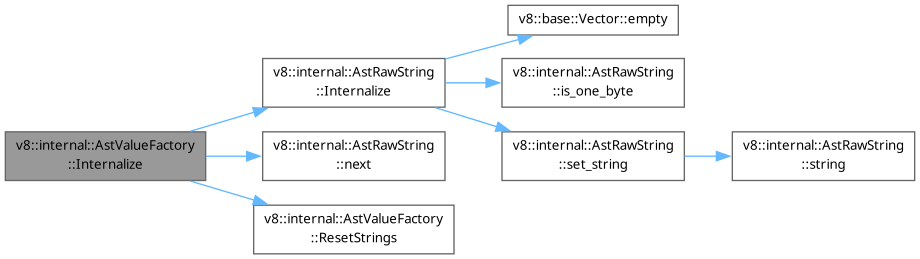 v8::internal::AstValueFactory
::Internalize
v8::internal::AstRawString
::Internalize
v8::internal::AstRawString
::next
v8::internal::AstValueFactory
::ResetStrings
v8::base::Vector::empty
v8::internal::AstRawString
::is_one_byte
v8::internal::AstRawString
::set_string
v8::internal::AstRawString
::string